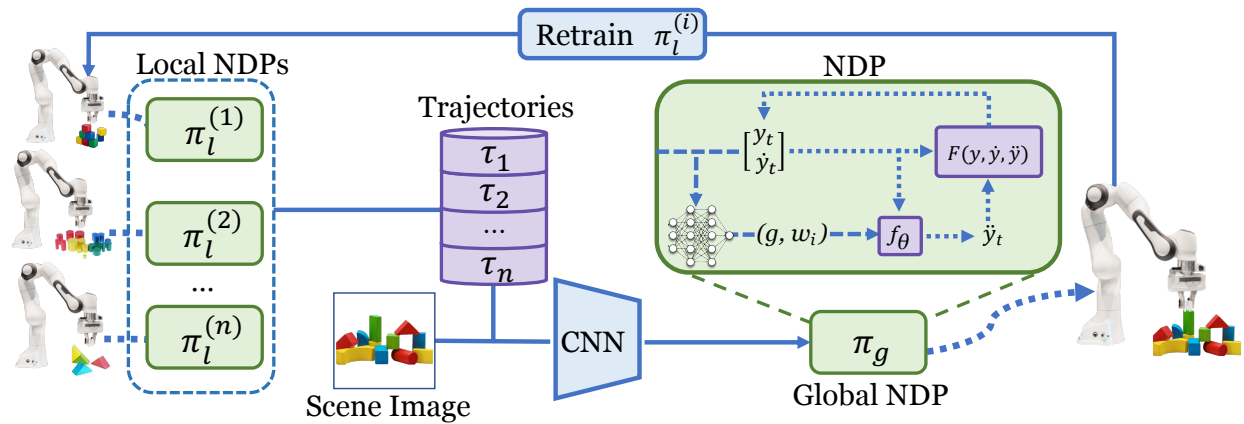 Retrain π_l^(i)
Local NDPs
NDP
Trajectories
π_l^(1)
π_l^(2)
...
π_l^(n)
τ_1
τ_2
...
τ_n
[y_t
ẏ_t]
F(y, ẏ, ÿ)
(g, w_i)
f_θ
ÿ_t
CNN
π_g
Scene Image
Global NDP